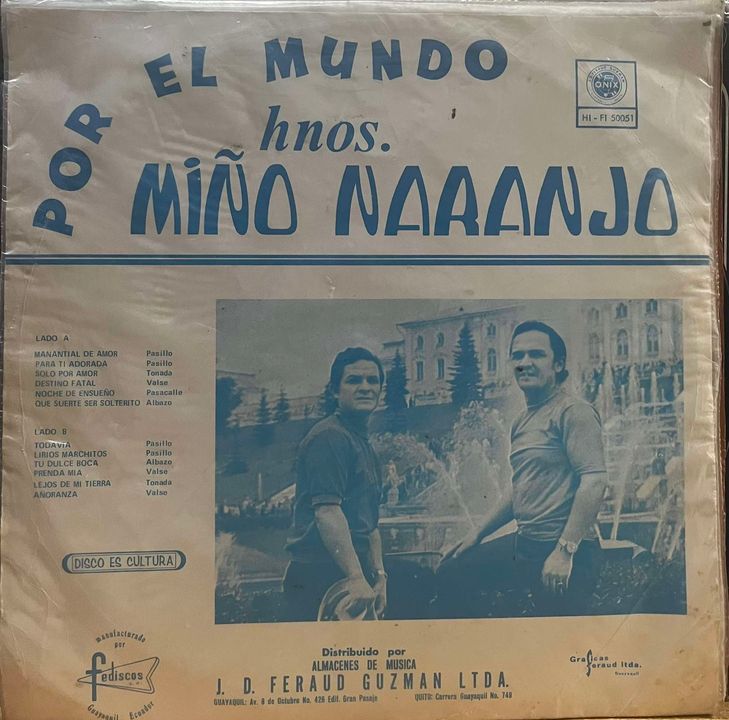 POR EL MUNDO
hnos.
MIÑO NARANJO
ONIX
HI - FI 50051
LADO A
MANANTIAL DE AMOR Pasillo
PARA TI ADORADA Pasillo
SOLO POR AMOR Tonada
DESTINO FATAL Valse
NOCHE DE ENSUEÑO Pasacalle
QUE SUERTE SER SOLTERITO Albazo
LADO B
TODAVIA Pasillo
LIRIOS MARCHITOS Pasillo
TU DULCE BOCA Albazo
PRENDA MIA Valse
LEJOS DE MI TIERRA Tonada
AÑORANZA Valse
DISCO ES CULTURA
manufacturado
por
fediscos
Guayaquil Ecuador
Distribuido por
ALMACENES DE MUSICA
J. D. FERAUD GUZMAN LTDA.
GUAYAQUIL: Av. 9 de Octubre No. 426 Edif. Gran Pasaje QUITO: Carrera Guayaquil No. 749
Graficas
feraud ltda.
Guayaquil